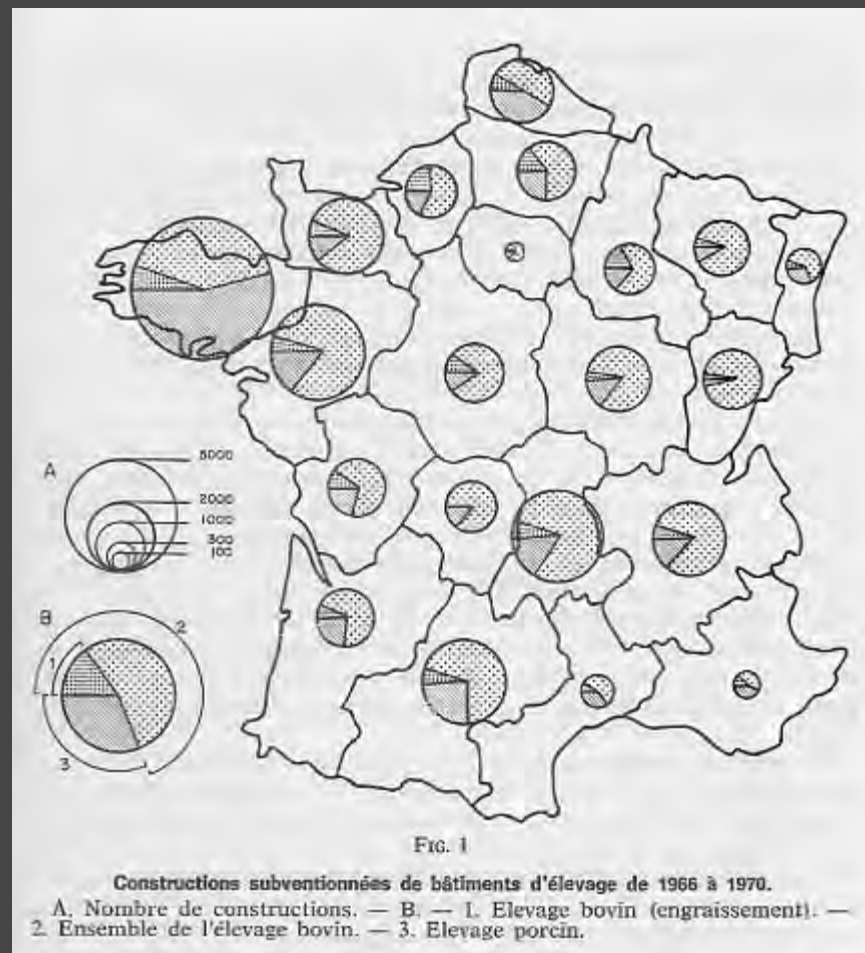 A
5000
2000
1000
300
100
B
1
2
3
FIG. 1
Constructions subventionnées de bâtiments d'élevage de 1966 à 1970.
A. Nombre de constructions. — B. — 1. Elevage bovin (engraissement). —
2. Ensemble de l'élevage bovin. — 3. Elevage porcin.